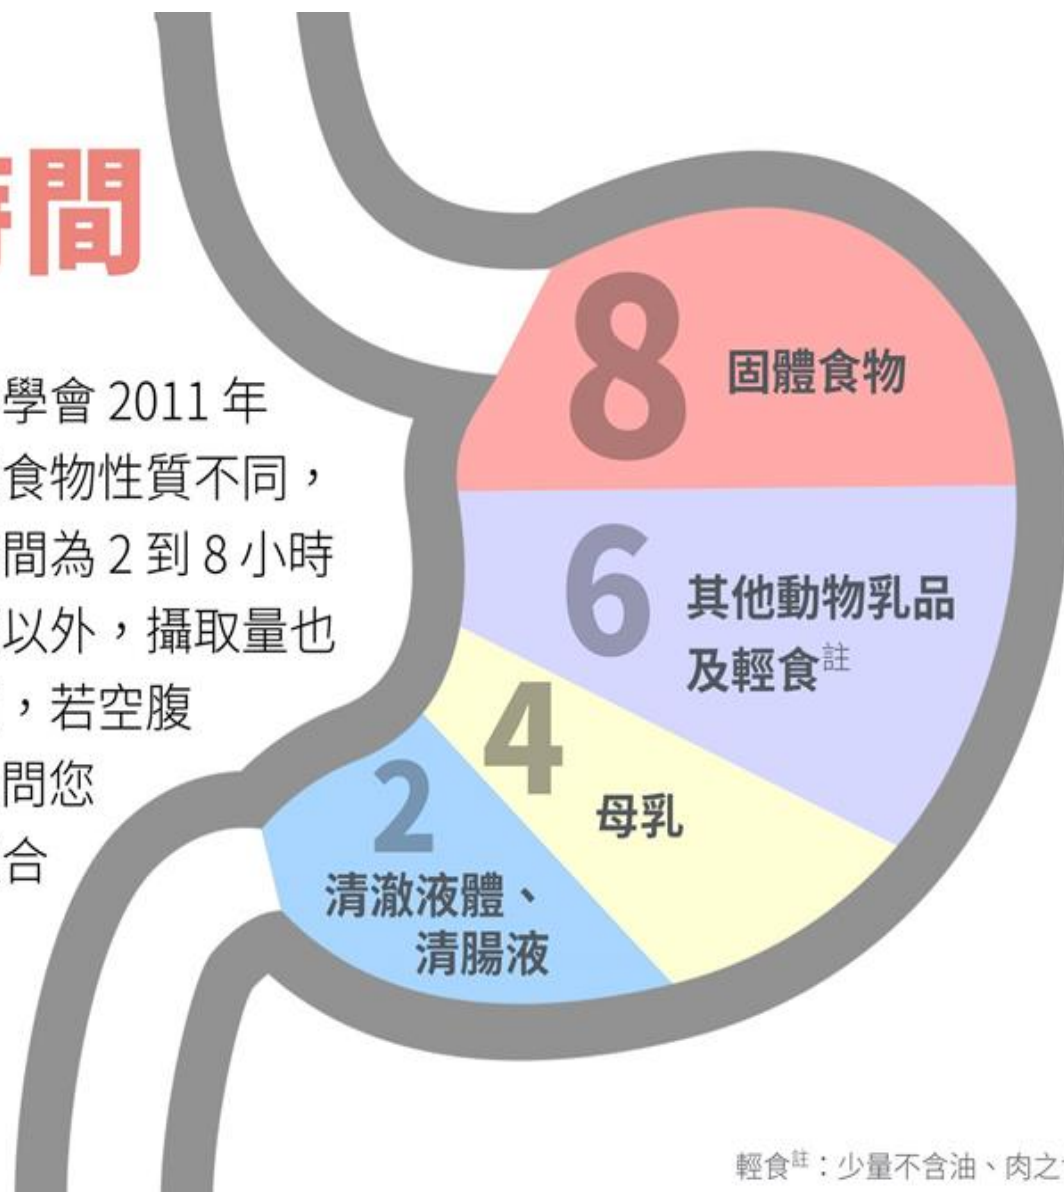 間
學會 2011 年
食物性質不同，
間為 2 到 8 小時
以外，攝取量也
，若空腹
問您
合
8 固體食物
6 其他動物乳品
及輕食註
4 母乳
2 清澈液體、
清腸液
輕食註：少量不含油、肉之